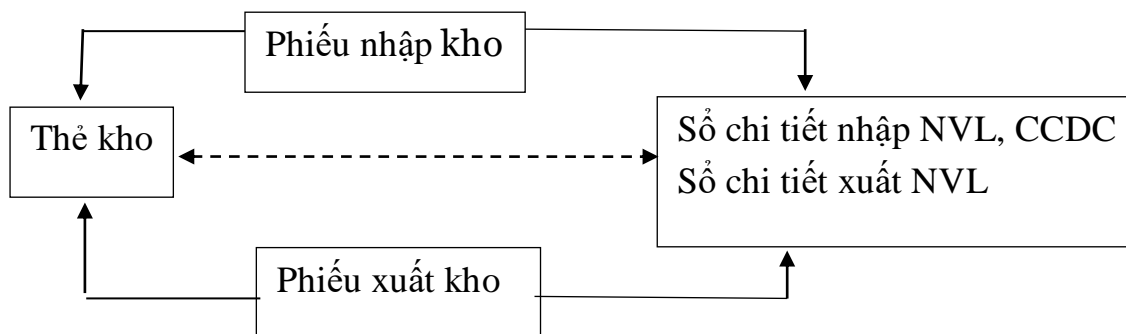 Phiếu nhập kho
Thẻ kho
Sổ chi tiết nhập NVL, CCDC
Sổ chi tiết xuất NVL
Phiếu xuất kho